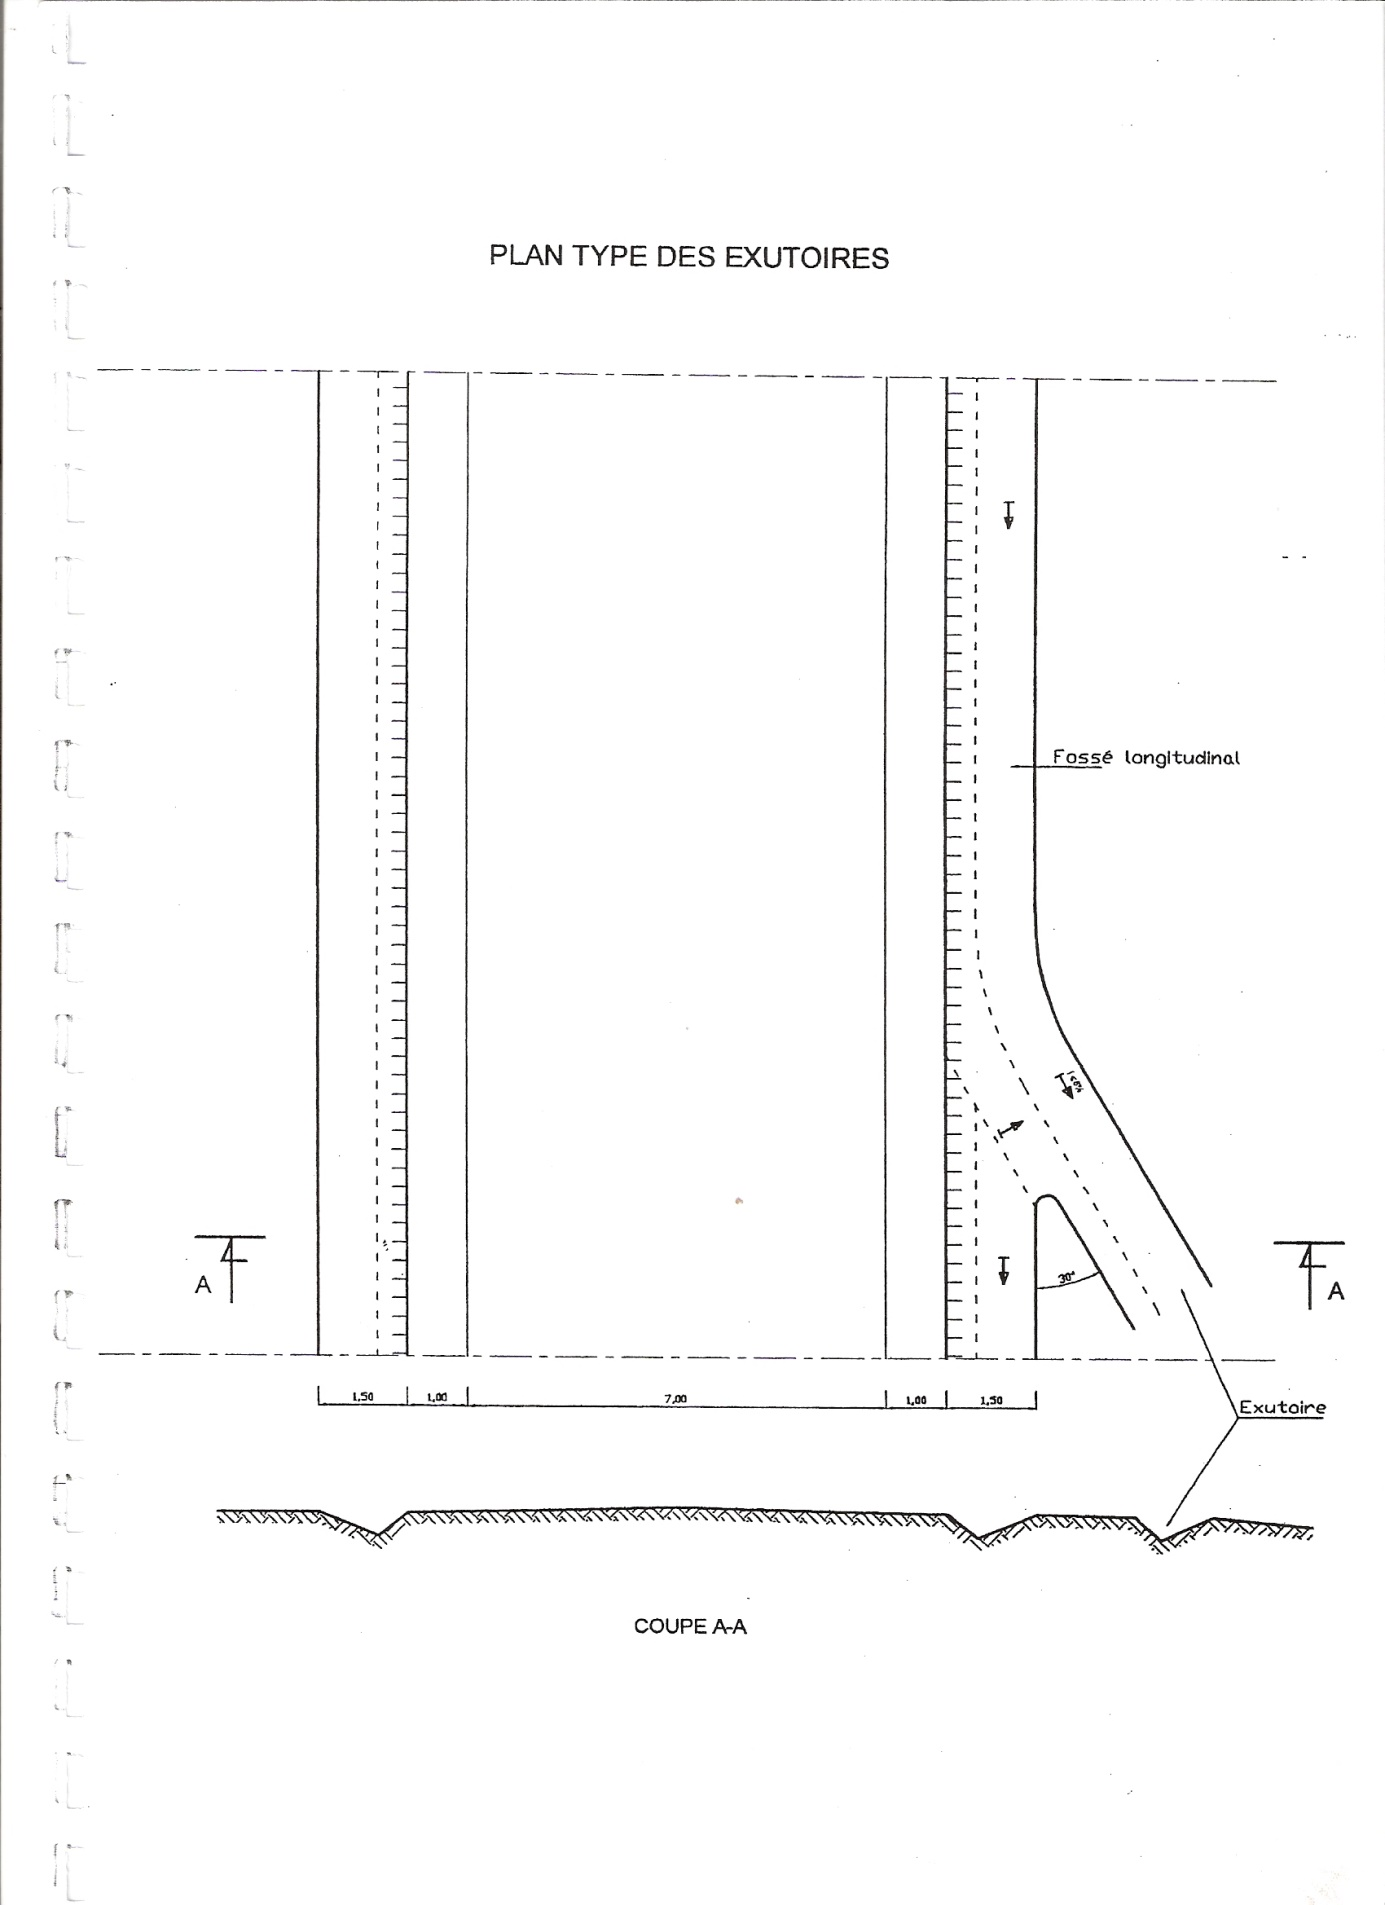 PLAN TYPE DES EXUTOIRES
Fossé longitudinal
A
30°
A
1,50
1,00
7,00
1,00
1,50
Exutoire
COUPE A-A